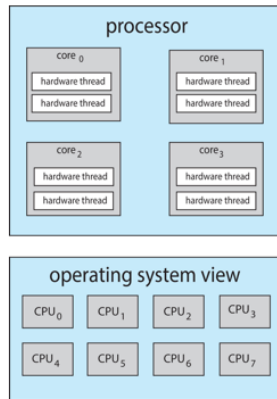 processor
core 0
core 1
hardware thread
hardware thread
hardware thread
hardware thread
core 2
core 3
hardware thread
hardware thread
hardware thread
hardware thread
operating system view
CPU0
CPU1
CPU2
CPU3
CPU4
CPU5
CPU6
CPU7